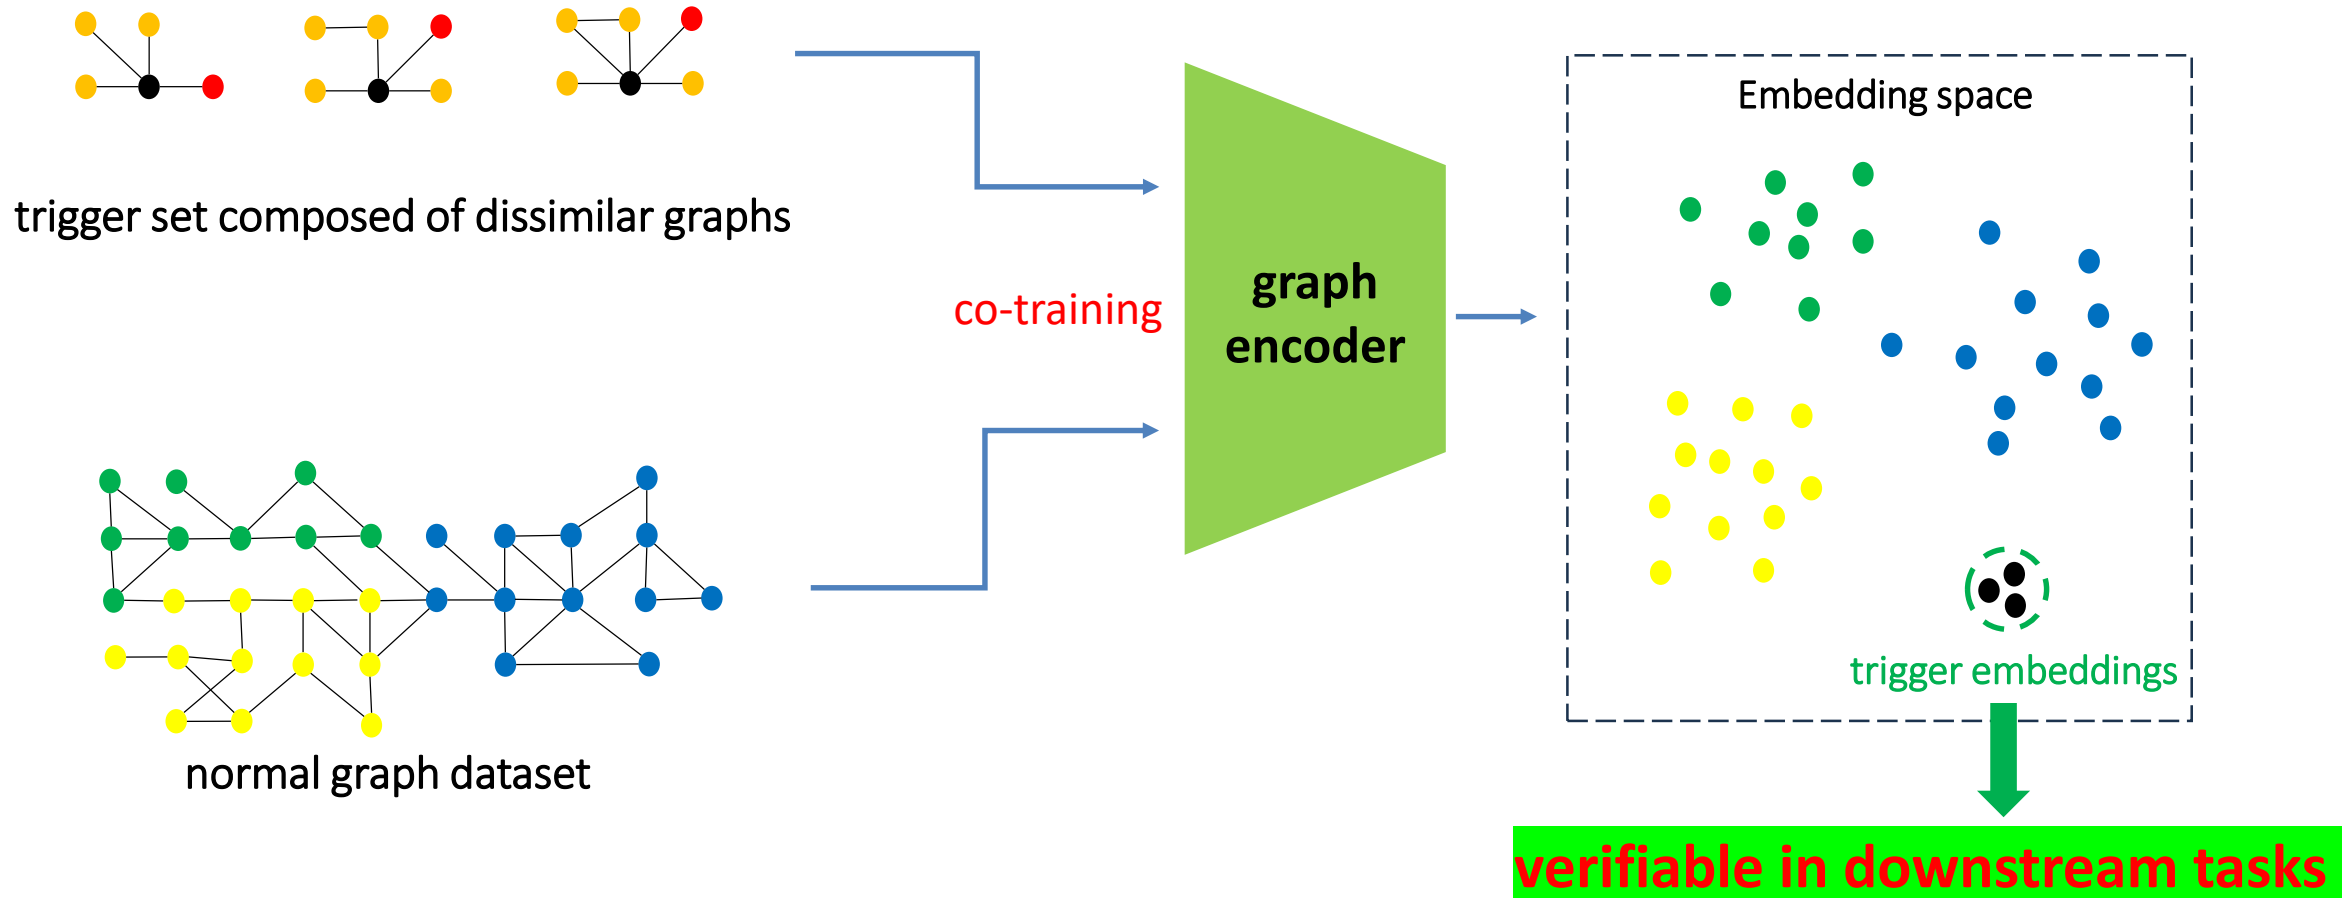 trigger set composed of dissimilar graphs
co-training
graph
encoder
Embedding space
trigger embeddings
normal graph dataset
verifiable in downstream tasks